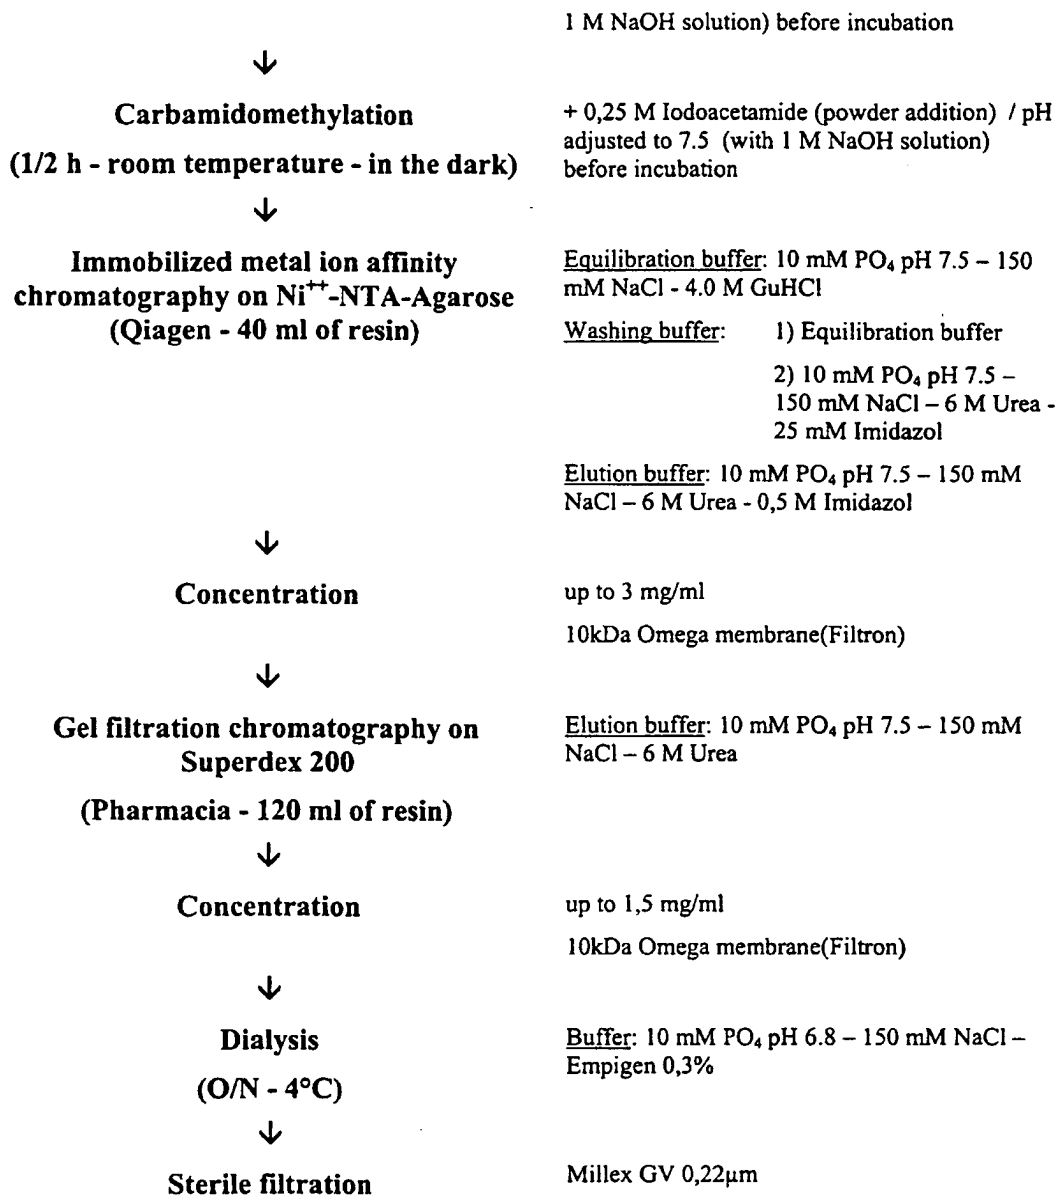 1 M NaOH solution) before incubation
↓
Carbamidomethylation
(1/2 h - room temperature - in the dark)
+ 0,25 M Iodoacetamide (powder addition) / pH
adjusted to 7.5 (with 1 M NaOH solution)
before incubation
↓
Immobilized metal ion affinity
chromatography on Ni⁺⁺-NTA-Agarose
(Qiagen - 40 ml of resin)
Equilibration buffer: 10 mM PO₄ pH 7.5 – 150
mM NaCl - 4.0 M GuHCl
Washing buffer: 1) Equilibration buffer
2) 10 mM PO₄ pH 7.5 –
150 mM NaCl – 6 M Urea -
25 mM Imidazol
Elution buffer: 10 mM PO₄ pH 7.5 – 150 mM
NaCl – 6 M Urea - 0,5 M Imidazol
↓
Concentration
up to 3 mg/ml
10kDa Omega membrane(Filtron)
↓
Gel filtration chromatography on
Superdex 200
(Pharmacia - 120 ml of resin)
Elution buffer: 10 mM PO₄ pH 7.5 – 150 mM
NaCl – 6 M Urea
↓
Concentration
up to 1,5 mg/ml
10kDa Omega membrane(Filtron)
↓
Dialysis
(O/N - 4°C)
Buffer: 10 mM PO₄ pH 6.8 – 150 mM NaCl –
Empigen 0,3%
↓
Sterile filtration
Millex GV 0,22µm